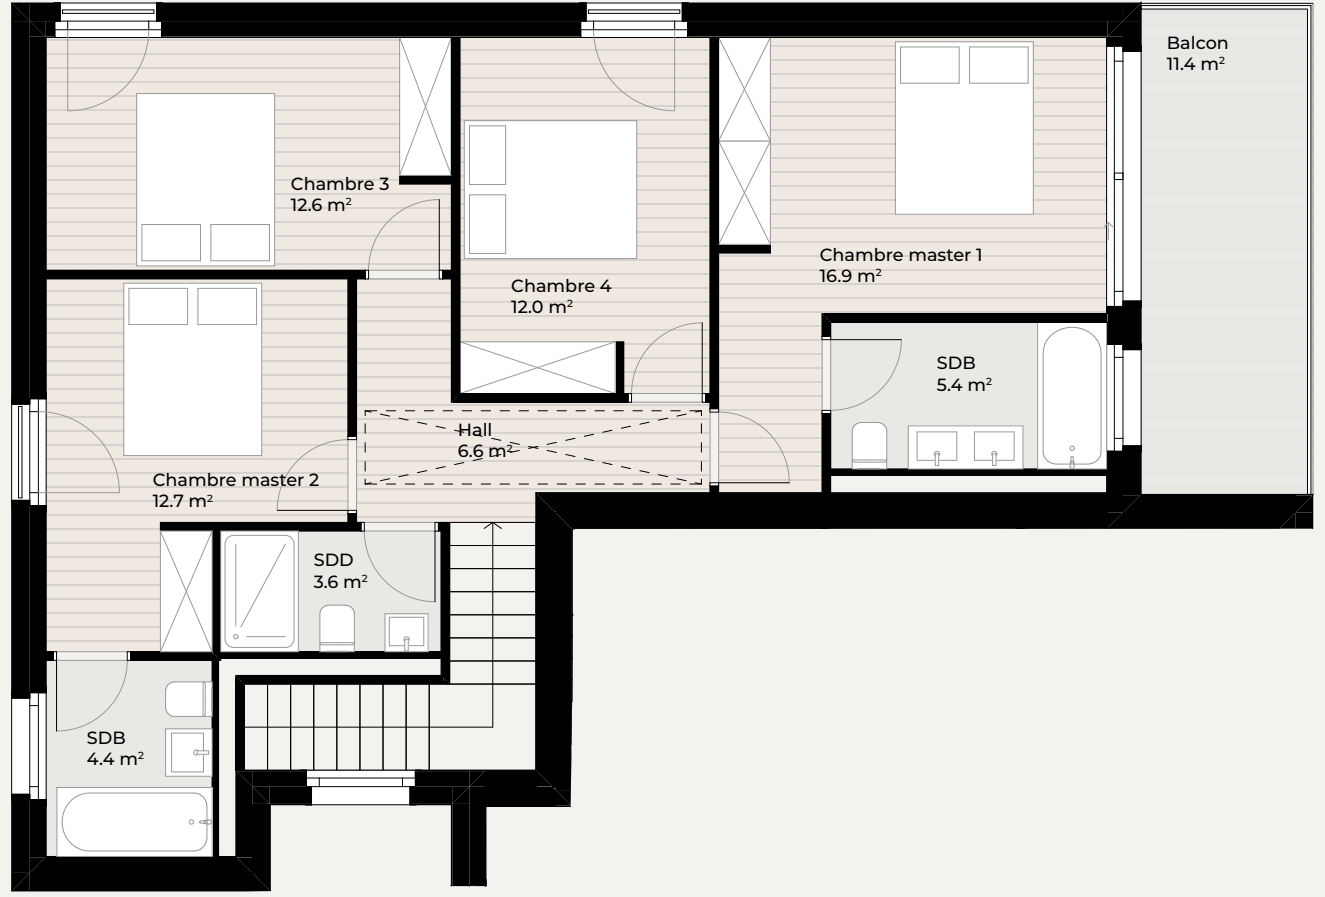 Balcon
11.4 m²
Chambre 3
12.6 m²
Chambre master 1
16.9 m²
Chambre 4
12.0 m²
SDB
5.4 m²
Hall
6.6 m²
Chambre master 2
12.7 m²
SDD
3.6 m²
SDB
4.4 m²